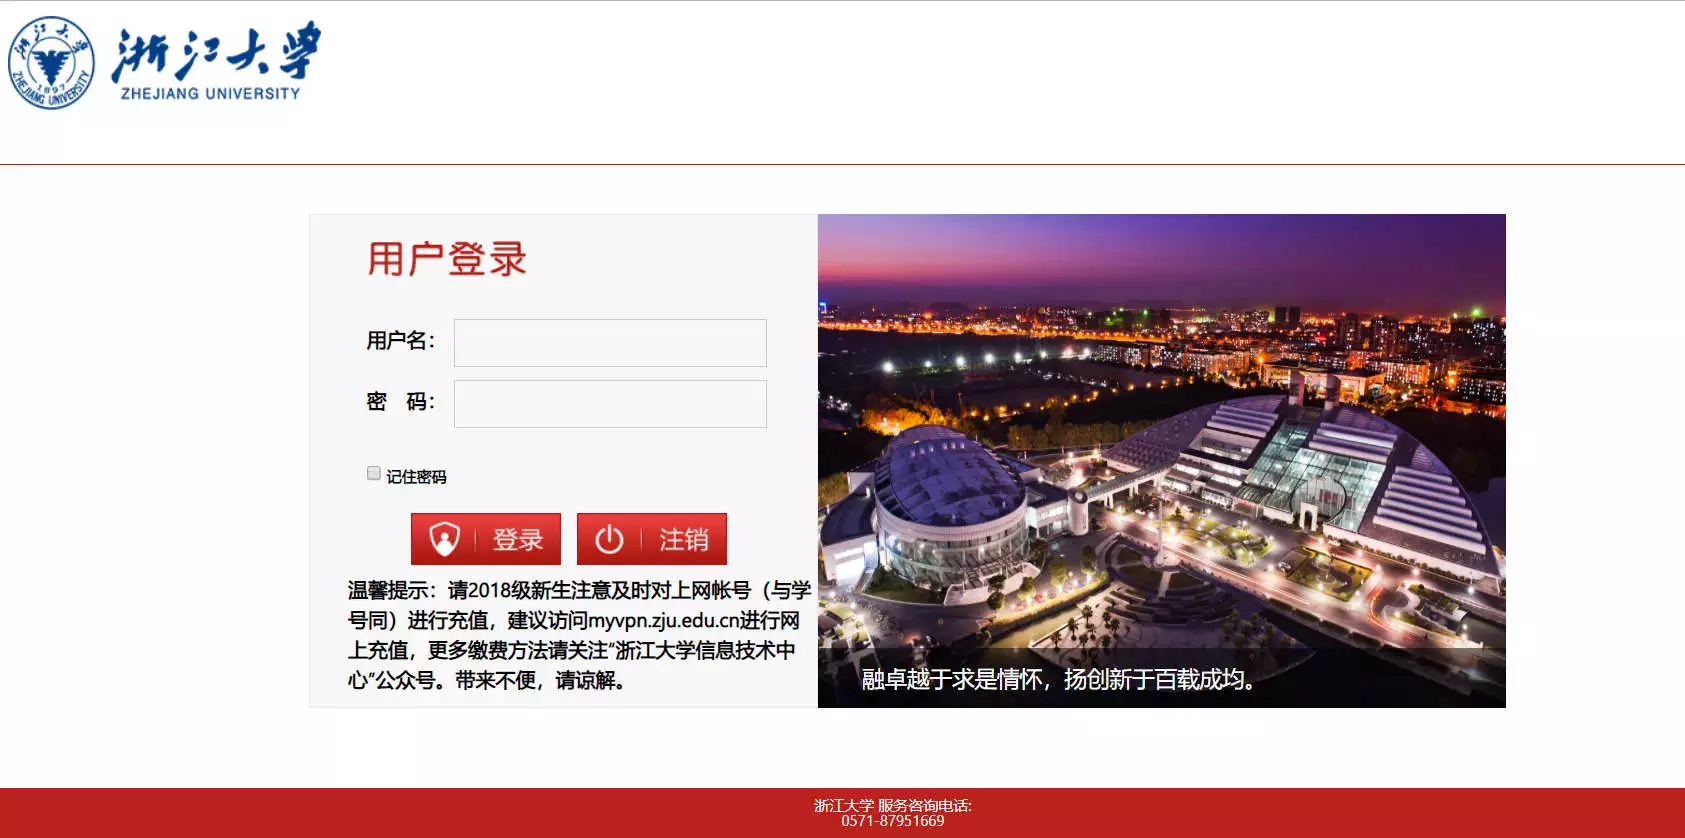 浙江大学
ZHEJIANG UNIVERSITY
1897
浙江大学
ZHEJIANG UNIVERSITY
用户登录
用户名：
密 码：
记住密码
登录
注销
温馨提示：请2018级新生注意及时对上网帐号（与学
号同）进行充值，建议访问myvpn.zju.edu.cn进行网
上充值，更多缴费方法请关注“浙江大学信息技术中
心”公众号。带来不便，请谅解。
融卓越于求是情怀，扬创新于百载成均。
浙江大学 服务咨询电话:
0571-87951669